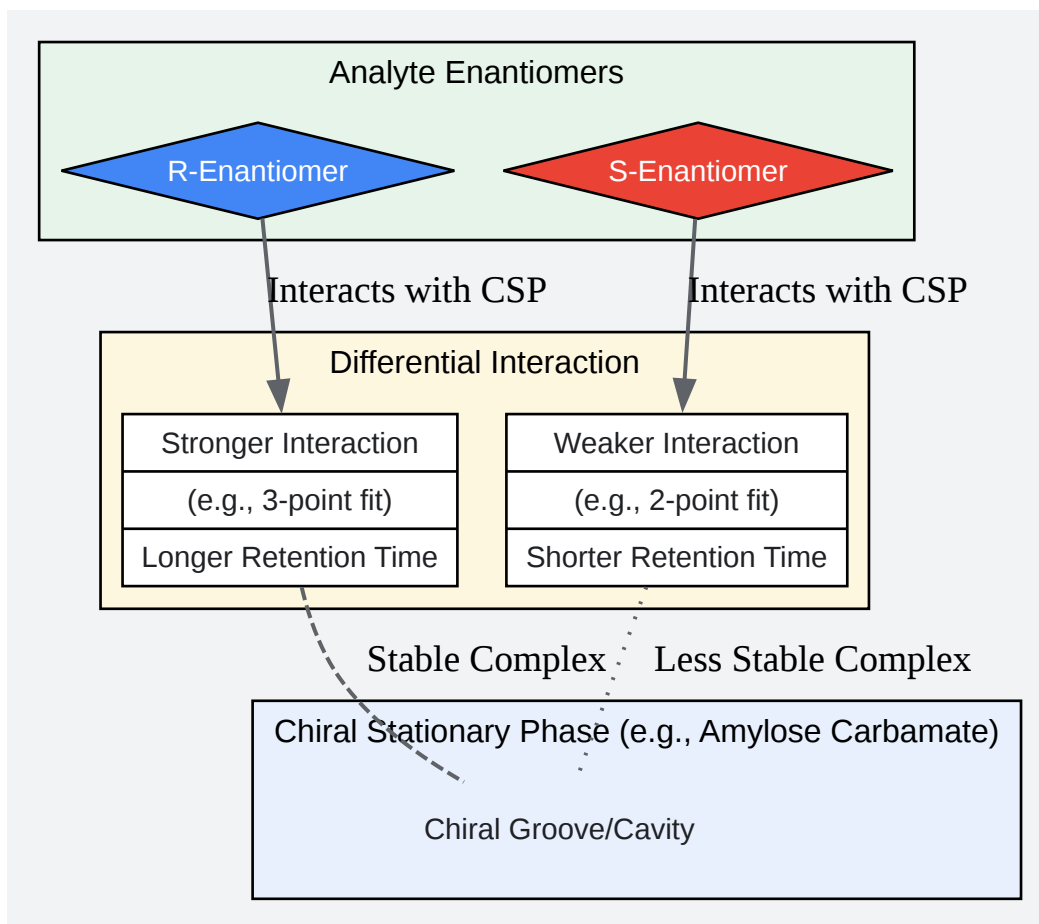 Analyte Enantiomers
R-Enantiomer
S-Enantiomer
Interacts with CSP
Interacts with CSP
Differential Interaction
Stronger Interaction
(e.g., 3-point fit)
Longer Retention Time
Weaker Interaction
(e.g., 2-point fit)
Shorter Retention Time
Stable Complex
Less Stable Complex
Chiral Stationary Phase (e.g., Amylose Carbamate)
Chiral Groove/Cavity